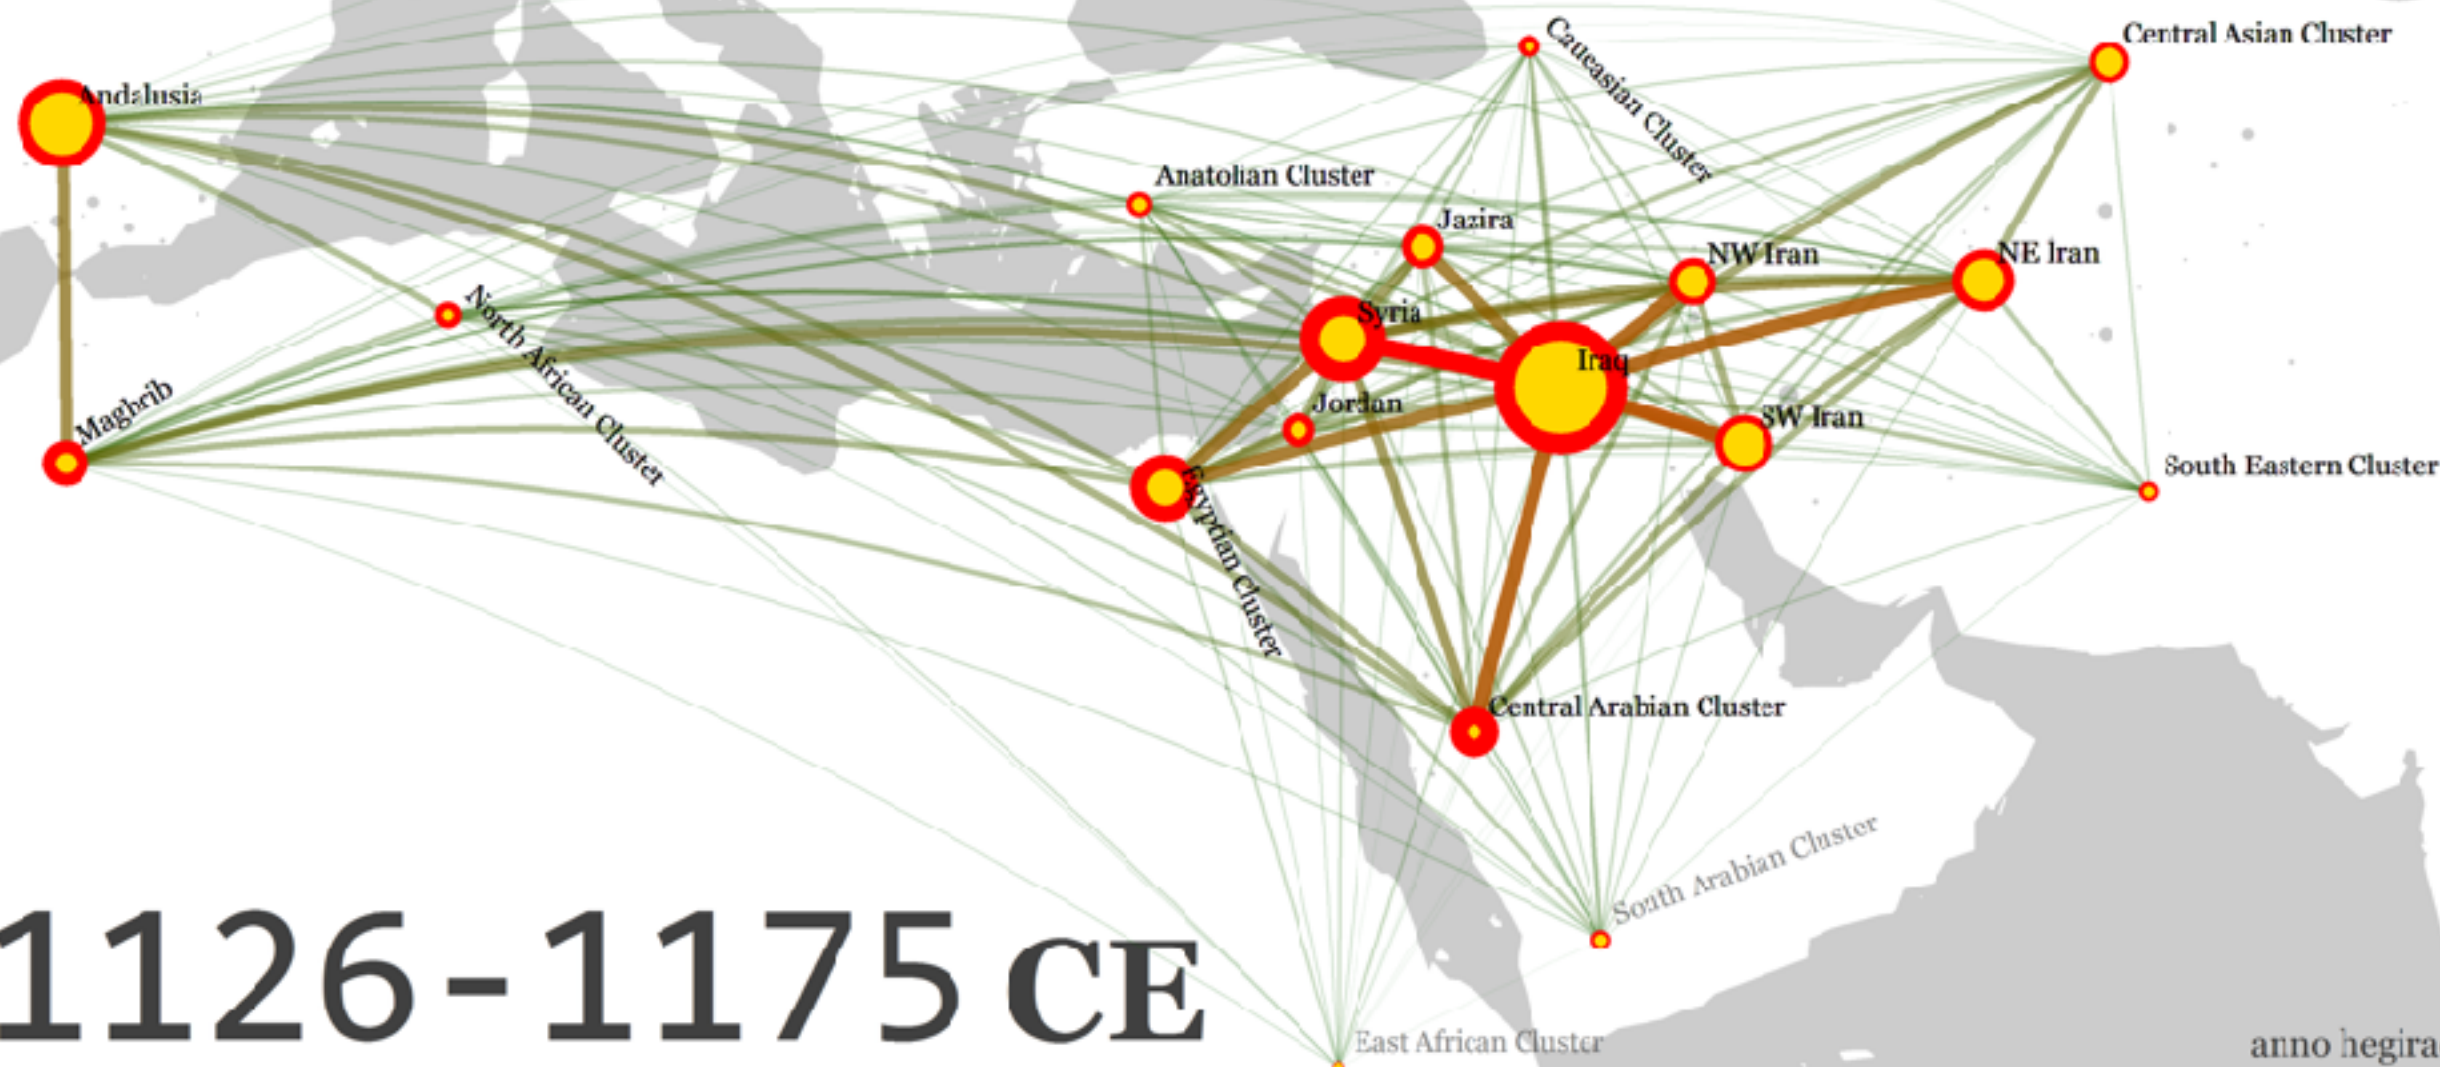 Central Asian Cluster
Caucasian Cluster
Andalusia
Anatolian Cluster
Jazira
NW Iran
NE Iran
North African Cluster
Syria
Iraq
Maghrib
Jordan
SW Iran
South Eastern Cluster
Egyptian Cluster
Central Arabian Cluster
South Arabian Cluster
1126-1175 CE
East African Cluster
anno hegira